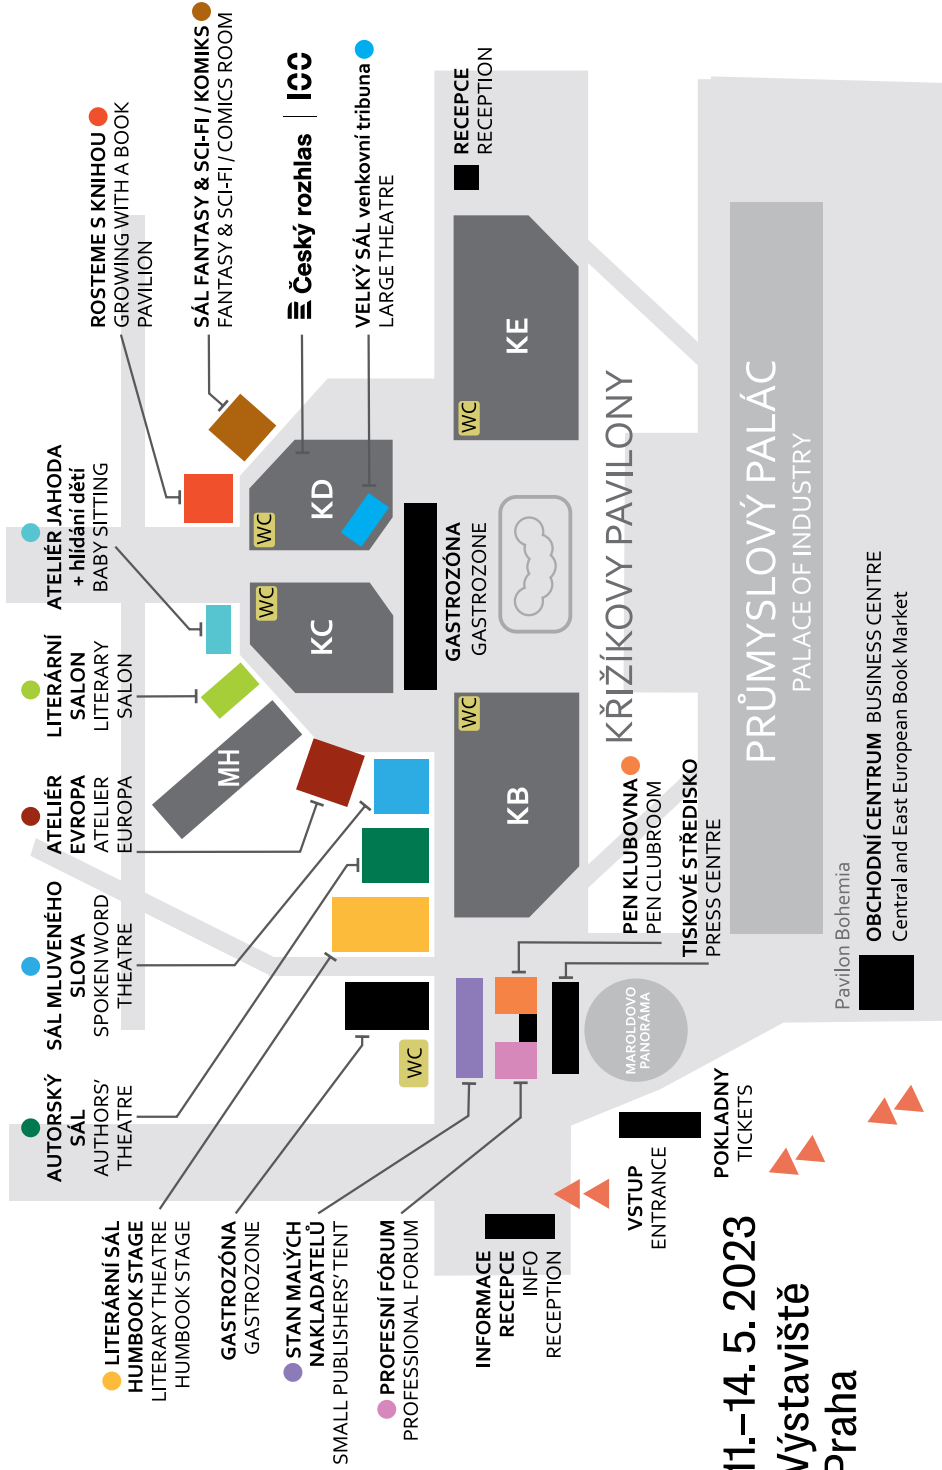 AUTORSKÝ
SÁL
AUTHORS’
THEATRE
SÁL MLUVENÉHO
SLOVA
SPOKEN WORD
THEATRE
ATELIÉR
EVROPA
ATELIER
EUROPA
LITERÁRNÍ
SALON
LITERARY
SALON
ATELIÉR JAHODA
+ hlídání dětí
BABY SITTING
ROSTEME S KNIHOU
GROWING WITH A BOOK
PAVILION
SÁL FANTASY & SCI-FI / KOMIKS
FANTASY & SCI-FI / COMICS ROOM
Český rozhlas | 100
VELKÝ SÁL venkovní tribuna
LARGE THEATRE
RECEPCE
RECEPTION
LITERÁRNÍ SÁL
HUMBOOK STAGE
LITERARY THEATRE
HUMBOOK STAGE
GASTROZÓNA
GASTROZONE
STAN MALÝCH
NAKLADATELŮ
SMALL PUBLISHERS’ TENT
PROFESNÍ FÓRUM
PROFESSIONAL FORUM
INFORMACE
RECEPCE
INFO
RECEPTION
WC
MH
KC
WC
KD
WC
GASTROZÓNA
GASTROZONE
KB
WC
KE
WC
KŘIŽÍKOVY PAVILONY
PEN KLUBOVNA
PEN CLUBROOM
TISKOVÉ STŘEDISKO
PRESS CENTRE
MAROLDOVO
PANORÁMA
VSTUP
ENTRANCE
POKLADNY
TICKETS
PRŮMYSLOVÝ PALÁC
PALACE OF INDUSTRY
Pavilon Bohemia
OBCHODNÍ CENTRUM BUSINESS CENTRE
Central and East European Book Market
11.–14. 5. 2023
Výstaviště
Praha